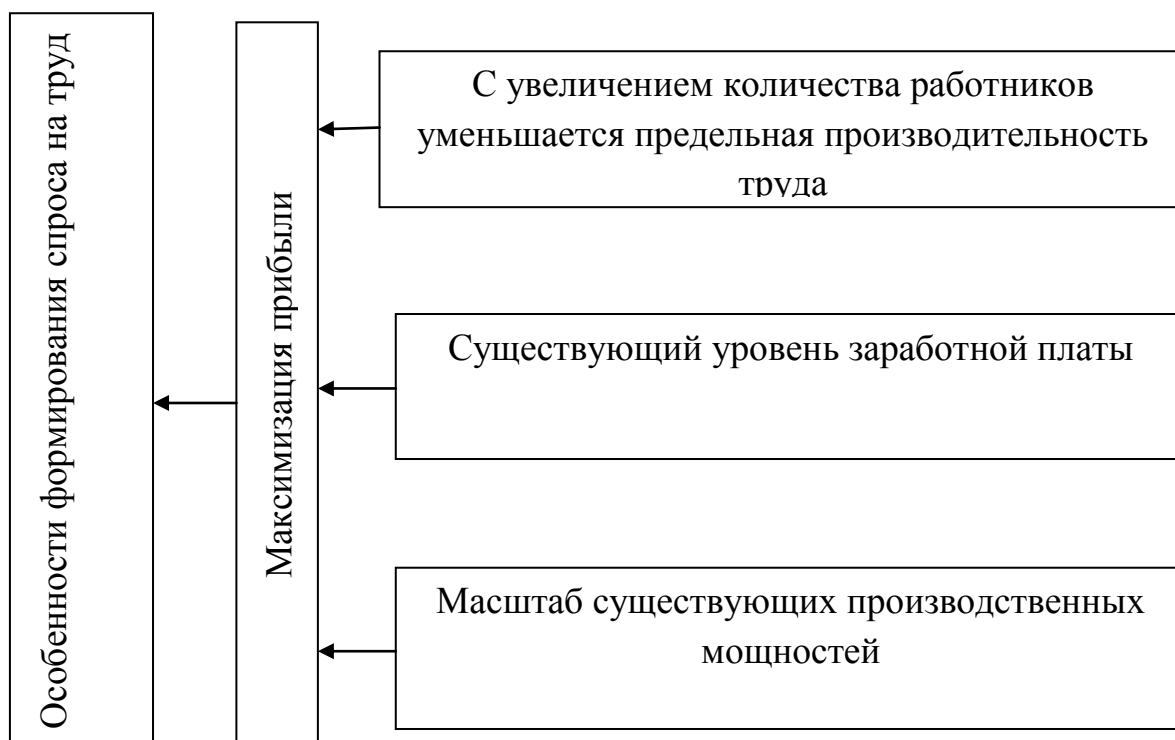 Особенности формирования спроса на труд
Максимизация прибыли
С увеличением количества работников
уменьшается предельная производительность
труда
Существующий уровень заработной платы
Масштаб существующих производственных
мощностей